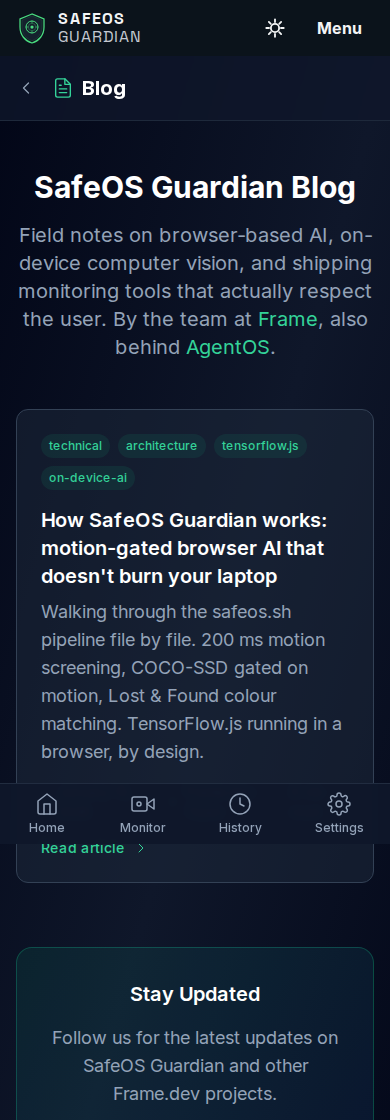 SAFEOS
GUARDIAN
Menu
Blog
SafeOS Guardian Blog
Field notes on browser-based AI, on-
device computer vision, and shipping
monitoring tools that actually respect
the user. By the team at Frame, also
behind AgentOS.
technical
architecture
tensorflow.js
on-device-ai
How SafeOS Guardian works:
motion-gated browser AI that
doesn't burn your laptop
Walking through the safeos.sh
pipeline file by file. 200 ms motion
screening, COCO-SSD gated on
motion, Lost & Found colour
matching. TensorFlow.js running in a
browser, by design.
Home
Monitor
History
Settings
Read article
Stay Updated
Follow us for the latest updates on
SafeOS Guardian and other
Frame.dev projects.